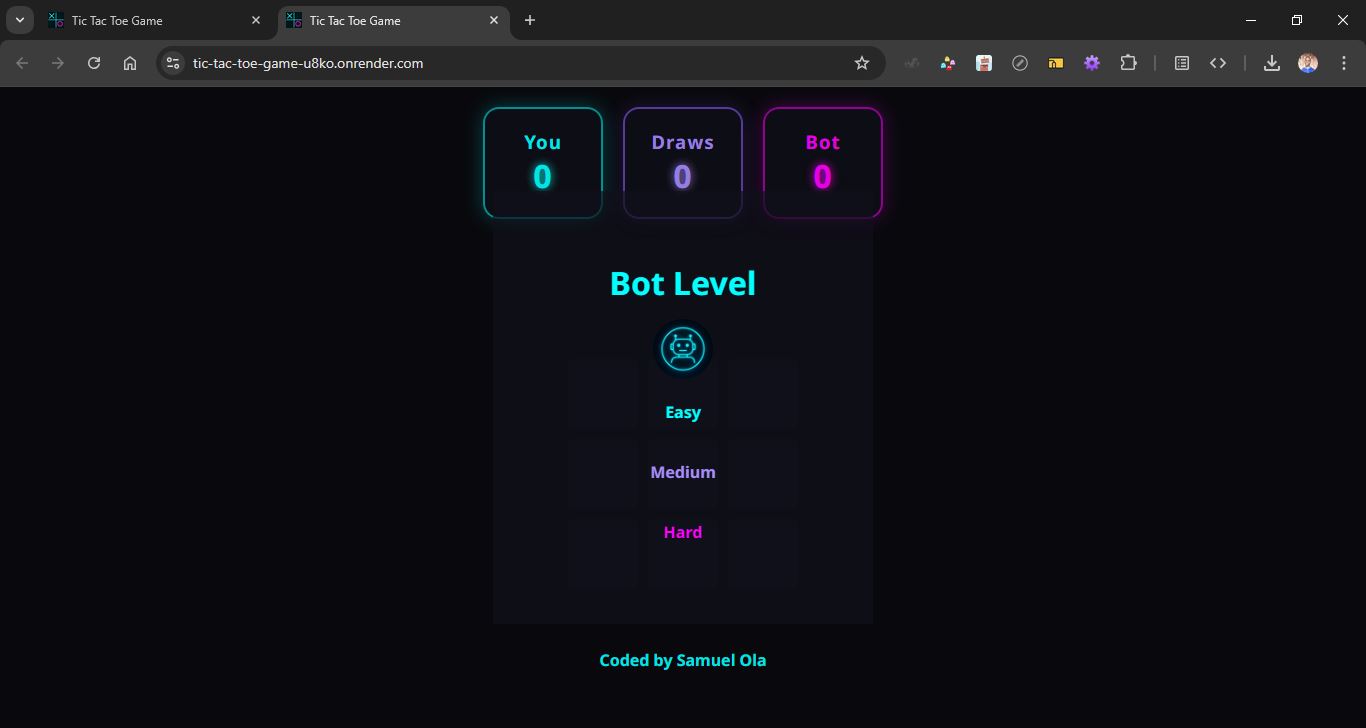 Tic Tac Toe Game
Tic Tac Toe Game
tic-tac-toe-game-u8ko.onrender.com
You Draws Bot
0 0 0
Bot Level
Easy
Medium
Hard
Coded by Samuel Ola